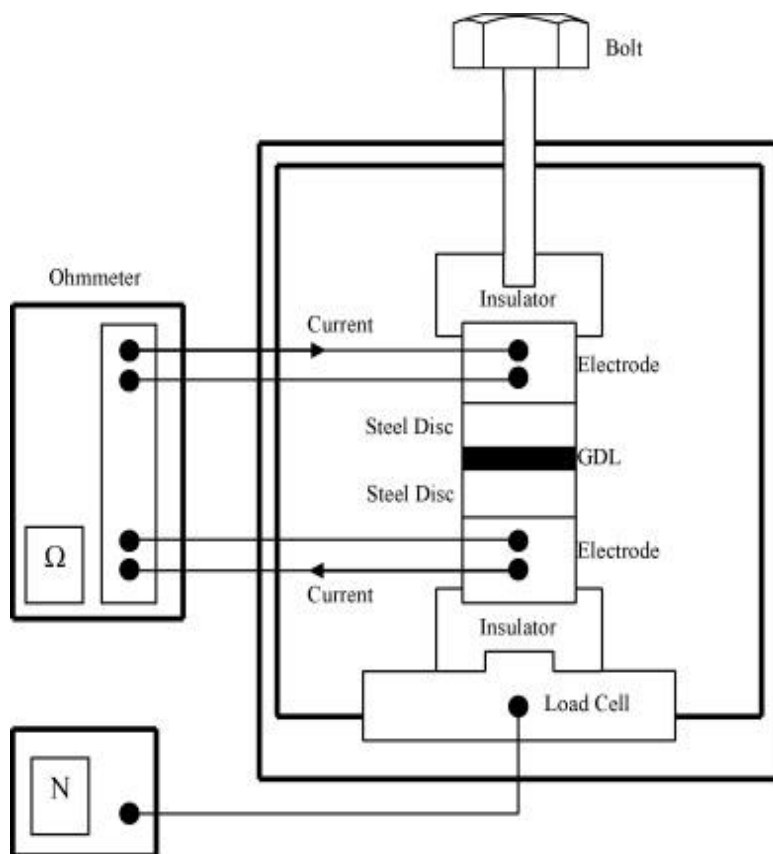 Bolt
Ohmmeter
Insulator
Current
Electrode
Steel Disc
GDL
Steel Disc
Ω
Electrode
Current
Insulator
Load Cell
N